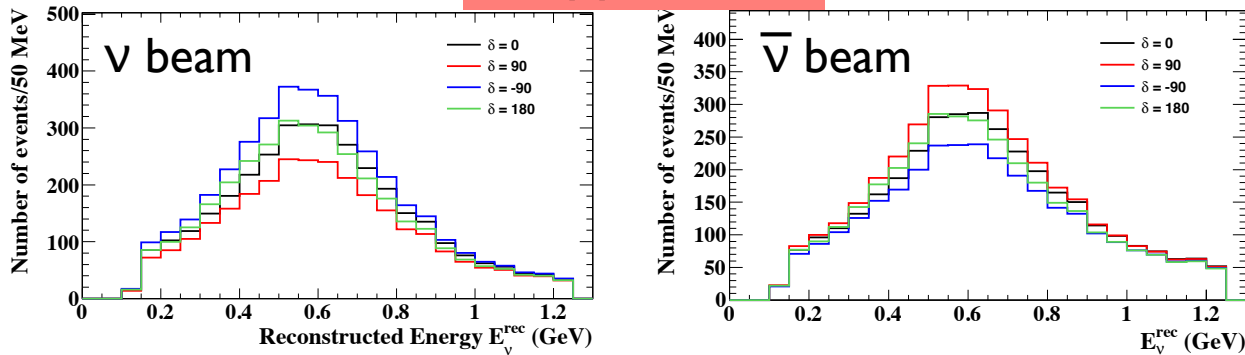 ν beam
δ = 0
δ = 90
δ = -90
δ = 180
Number of events/50 MeV
500
400
300
200
100
0
0 0.2 0.4 0.6 0.8 1 1.2
Reconstructed Energy E_ν^rec (GeV)
ν̅ beam
δ = 0
δ = 90
δ = -90
δ = 180
Number of events/50 MeV
400
350
300
250
200
150
100
50
0
0 0.2 0.4 0.6 0.8 1 1.2
E_ν^rec (GeV)